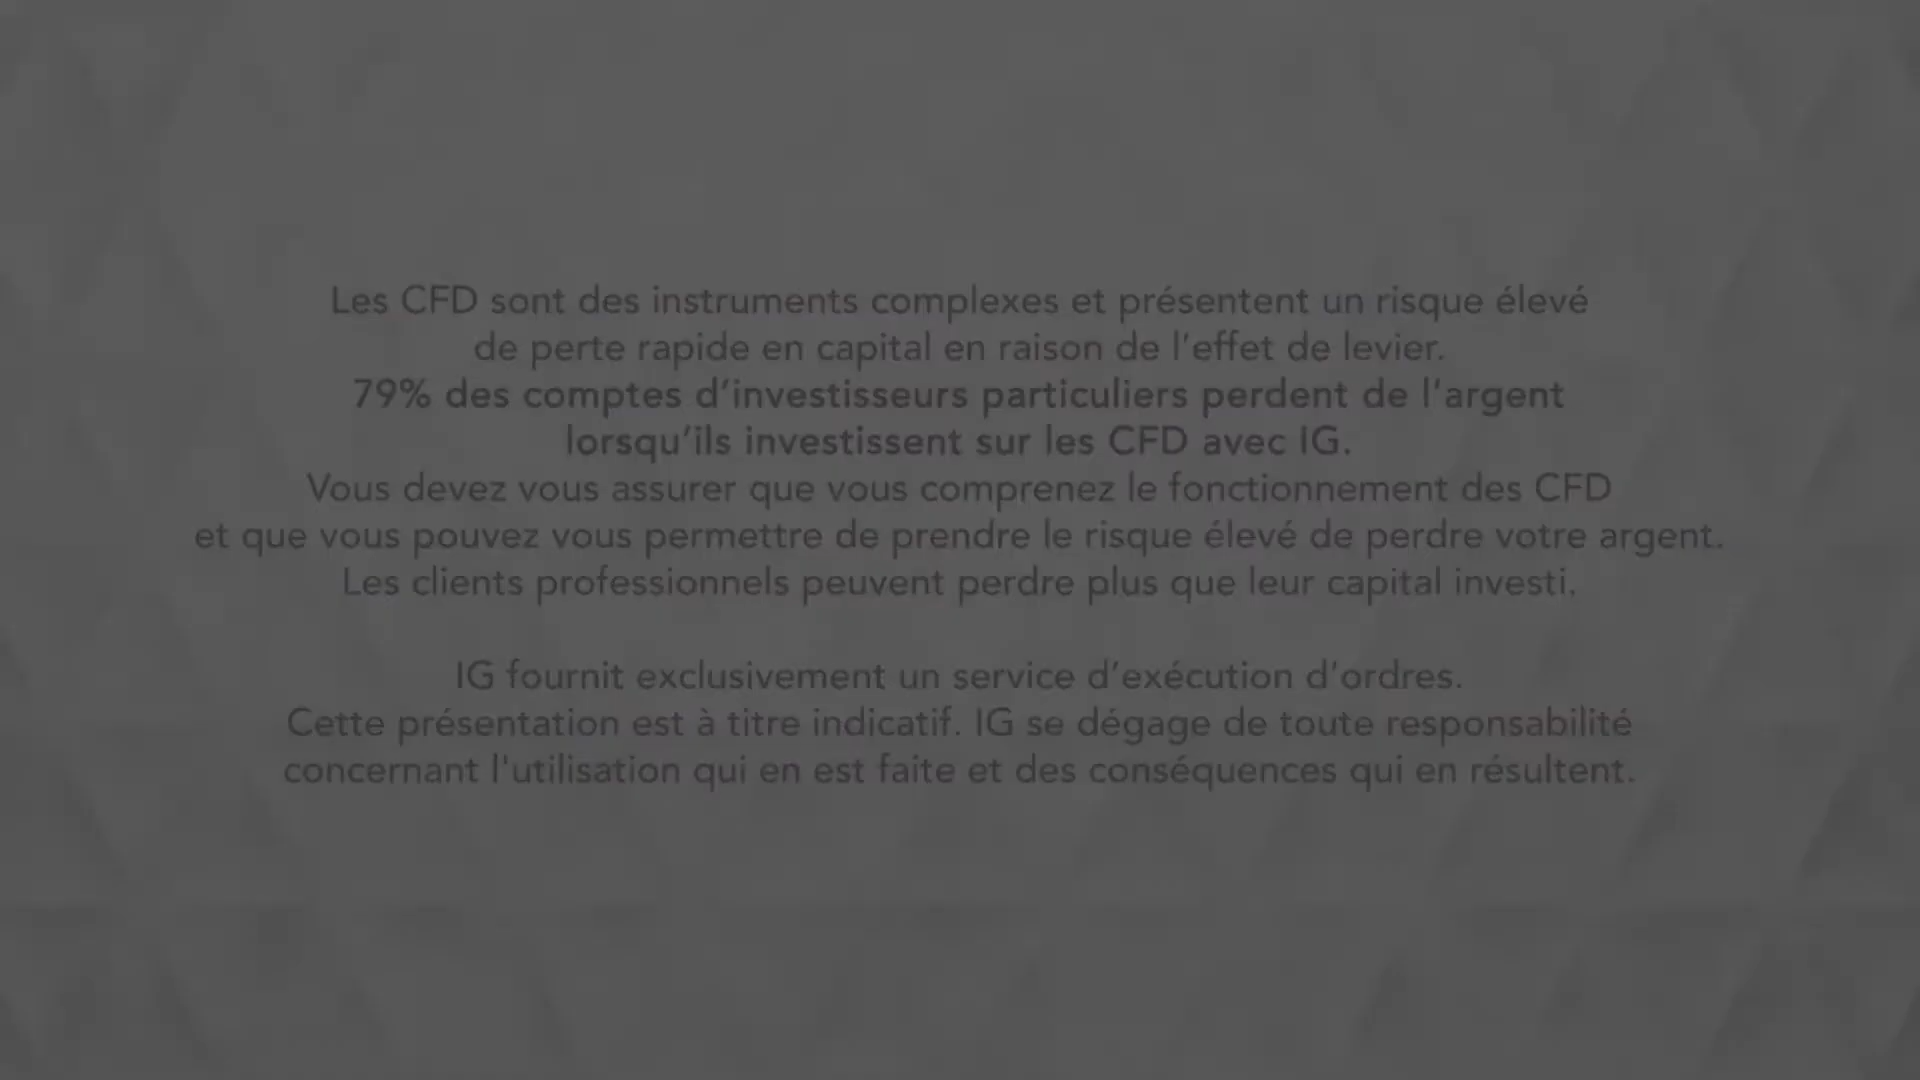 Les CFD sont des instruments complexes et présentent un risque élevé
de perte rapide en capital en raison de l’effet de levier.
79% des comptes d’investisseurs particuliers perdent de l’argent
lorsqu’ils investissent sur les CFD avec IG.
Vous devez vous assurer que vous comprenez le fonctionnement des CFD
et que vous pouvez vous permettre de prendre le risque élevé de perdre votre argent.
Les clients professionnels peuvent perdre plus que leur capital investi.
IG fournit exclusivement un service d’exécution d’ordres.
Cette présentation est à titre indicatif. IG se dégage de toute responsabilité
concernant l'utilisation qui en est faite et des conséquences qui en résultent.